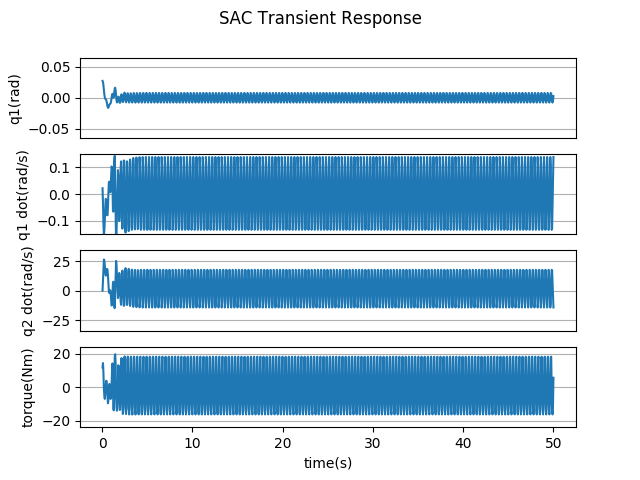 SAC Transient Response
q1(rad)
0.05
0.00
−0.05
q1 dot(rad/s)
0.1
0.0
−0.1
q2 dot(rad/s)
25
0
−25
torque(Nm)
20
0
−20
0 10 20 30 40 50
time(s)